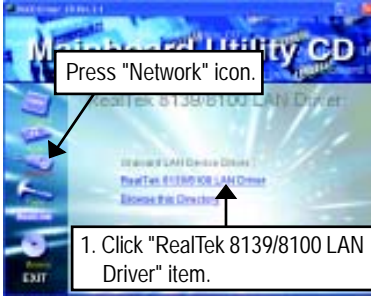 Mainboard Utility CD
Press "Network" icon.
RealTek 8139/8100 LAN Driver
Onboard LAN Device Driver :
RealTek 8139/8100 LAN Driver
Browse this Directory
1. Click "RealTek 8139/8100 LAN
Driver" item.
EXIT